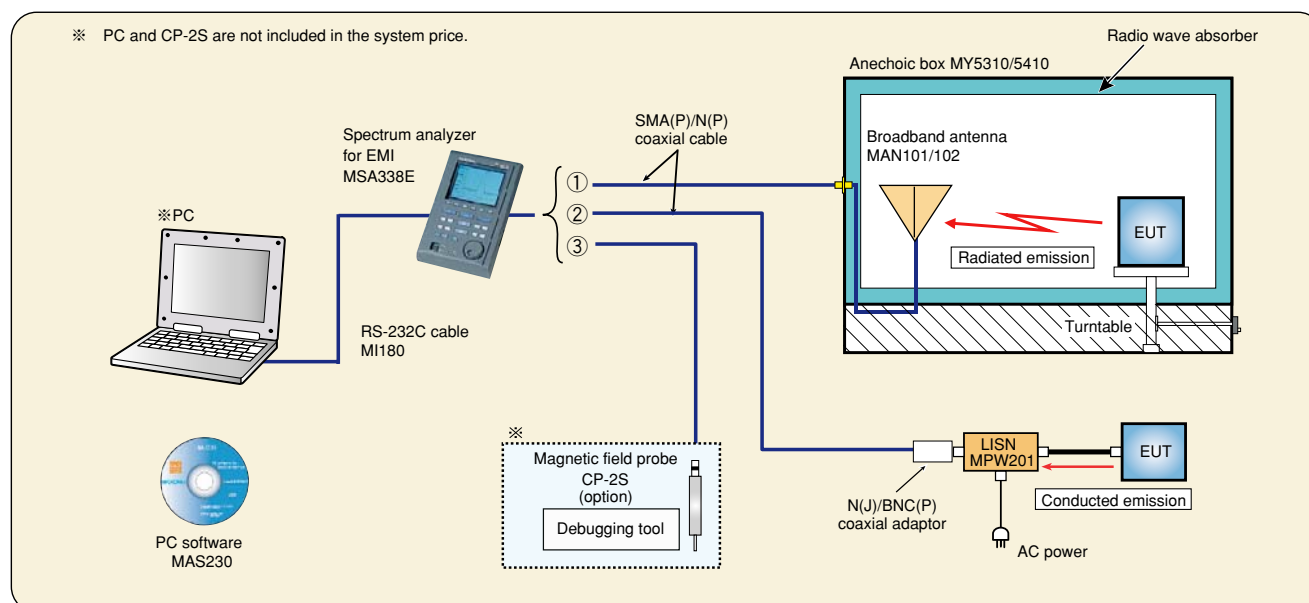 ※ PC and CP-2S are not included in the system price.
Radio wave absorber
Anechoic box MY5310/5410
SMA(P)/N(P)
coaxial cable
Spectrum analyzer
for EMI
MSA338E
Broadband antenna
MAN101/102
①
②
③
※PC
EUT
Radiated emission
Turntable
RS-232C cable
MI180
※
Magnetic field probe
CP-2S
(option)
Debugging tool
LISN
MPW201
EUT
Conducted emission
N(J)/BNC(P)
coaxial adaptor
AC power
PC software
MAS230